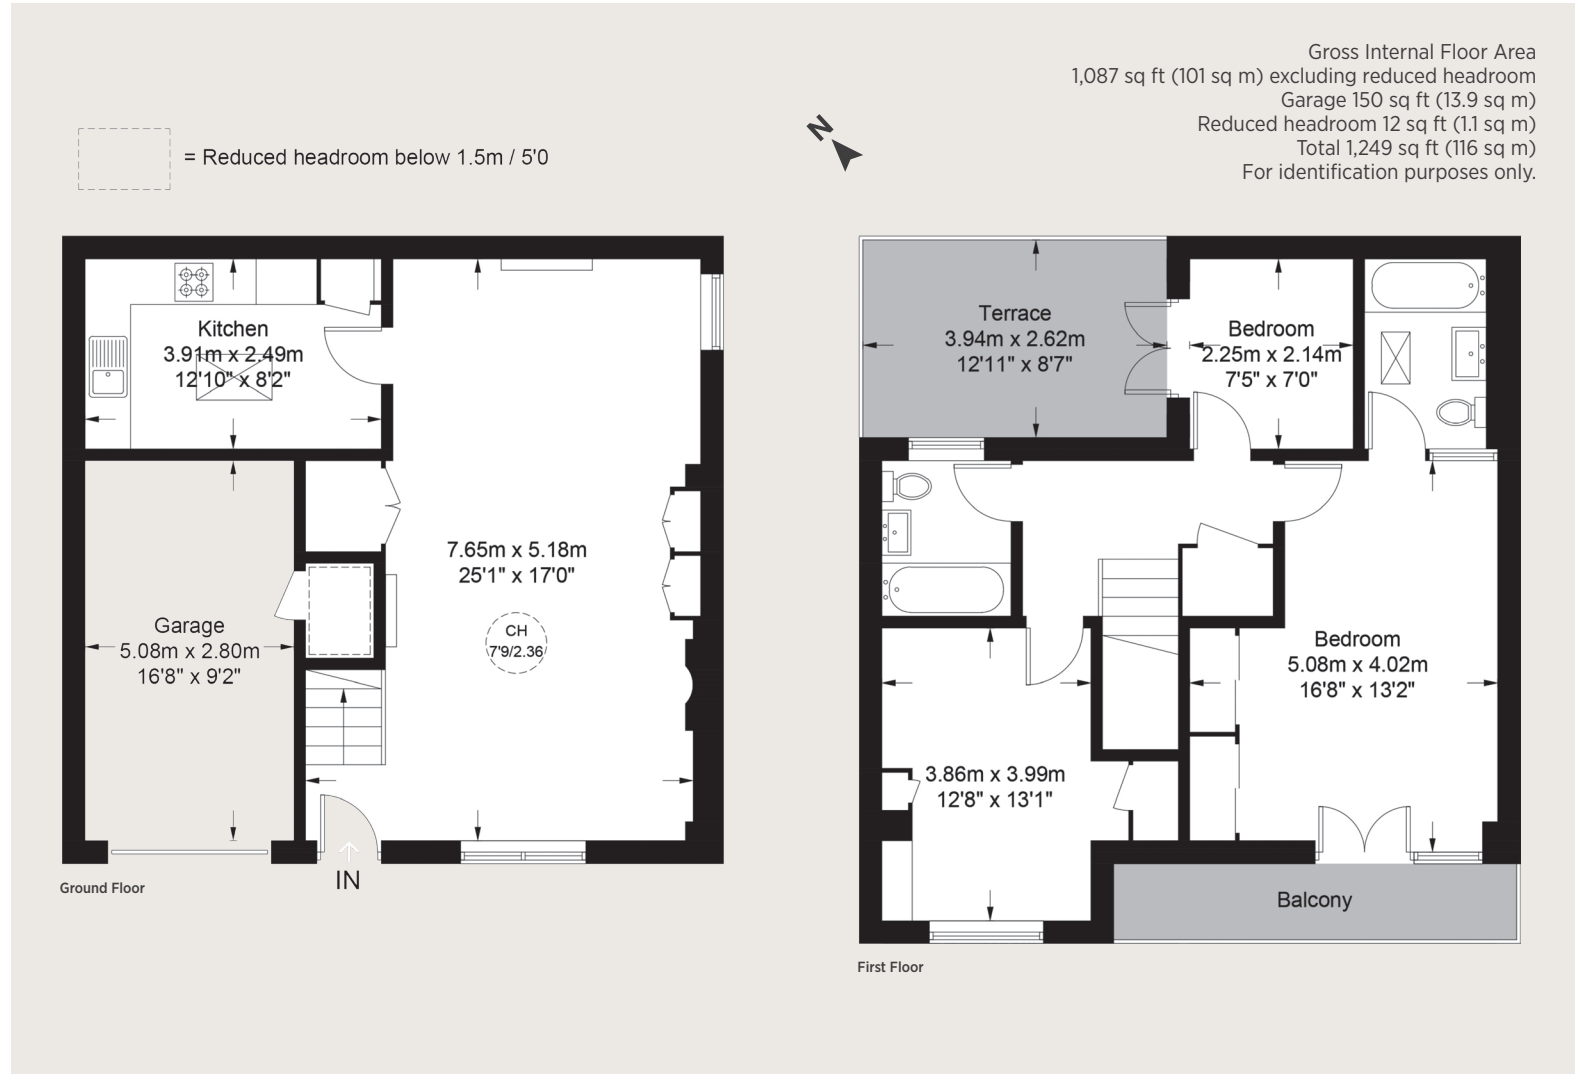 Gross Internal Floor Area
1,087 sq ft (101 sq m) excluding reduced headroom
Garage 150 sq ft (13.9 sq m)
Reduced headroom 12 sq ft (1.1 sq m)
Total 1,249 sq ft (116 sq m)
For identification purposes only.
N
= Reduced headroom below 1.5m / 5'0
Kitchen
3.91m x 2.49m
12'10" x 8'2"
7.65m x 5.18m
25'1" x 17'0"
CH
7'9/2.36
Garage
5.08m x 2.80m
16'8" x 9'2"
IN
Ground Floor
Terrace
3.94m x 2.62m
12'11" x 8'7"
Bedroom
2.25m x 2.14m
7'5" x 7'0"
Bedroom
5.08m x 4.02m
16'8" x 13'2"
3.86m x 3.99m
12'8" x 13'1"
Balcony
First Floor